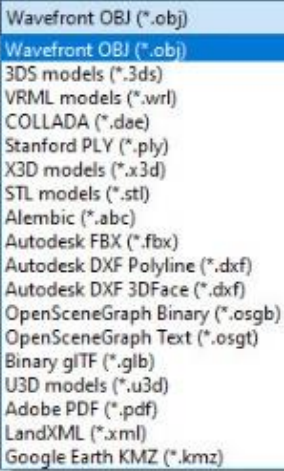 Wavefront OBJ (*.obj)
Wavefront OBJ (*.obj)
3DS models (*.3ds)
VRML models (*.wrl)
COLLADA (*.dae)
Stanford PLY (*.ply)
X3D models (*.x3d)
STL models (*.stl)
Alembic (*.abc)
Autodesk FBX (*.fbx)
Autodesk DXF Polyline (*.dxf)
Autodesk DXF 3DFace (*.dxf)
OpenSceneGraph Binary (*.osgb)
OpenSceneGraph Text (*.osgt)
Binary glTF (*.glb)
U3D models (*.u3d)
Adobe PDF (*.pdf)
LandXML (*.xml)
Google Earth KMZ (*.kmz)